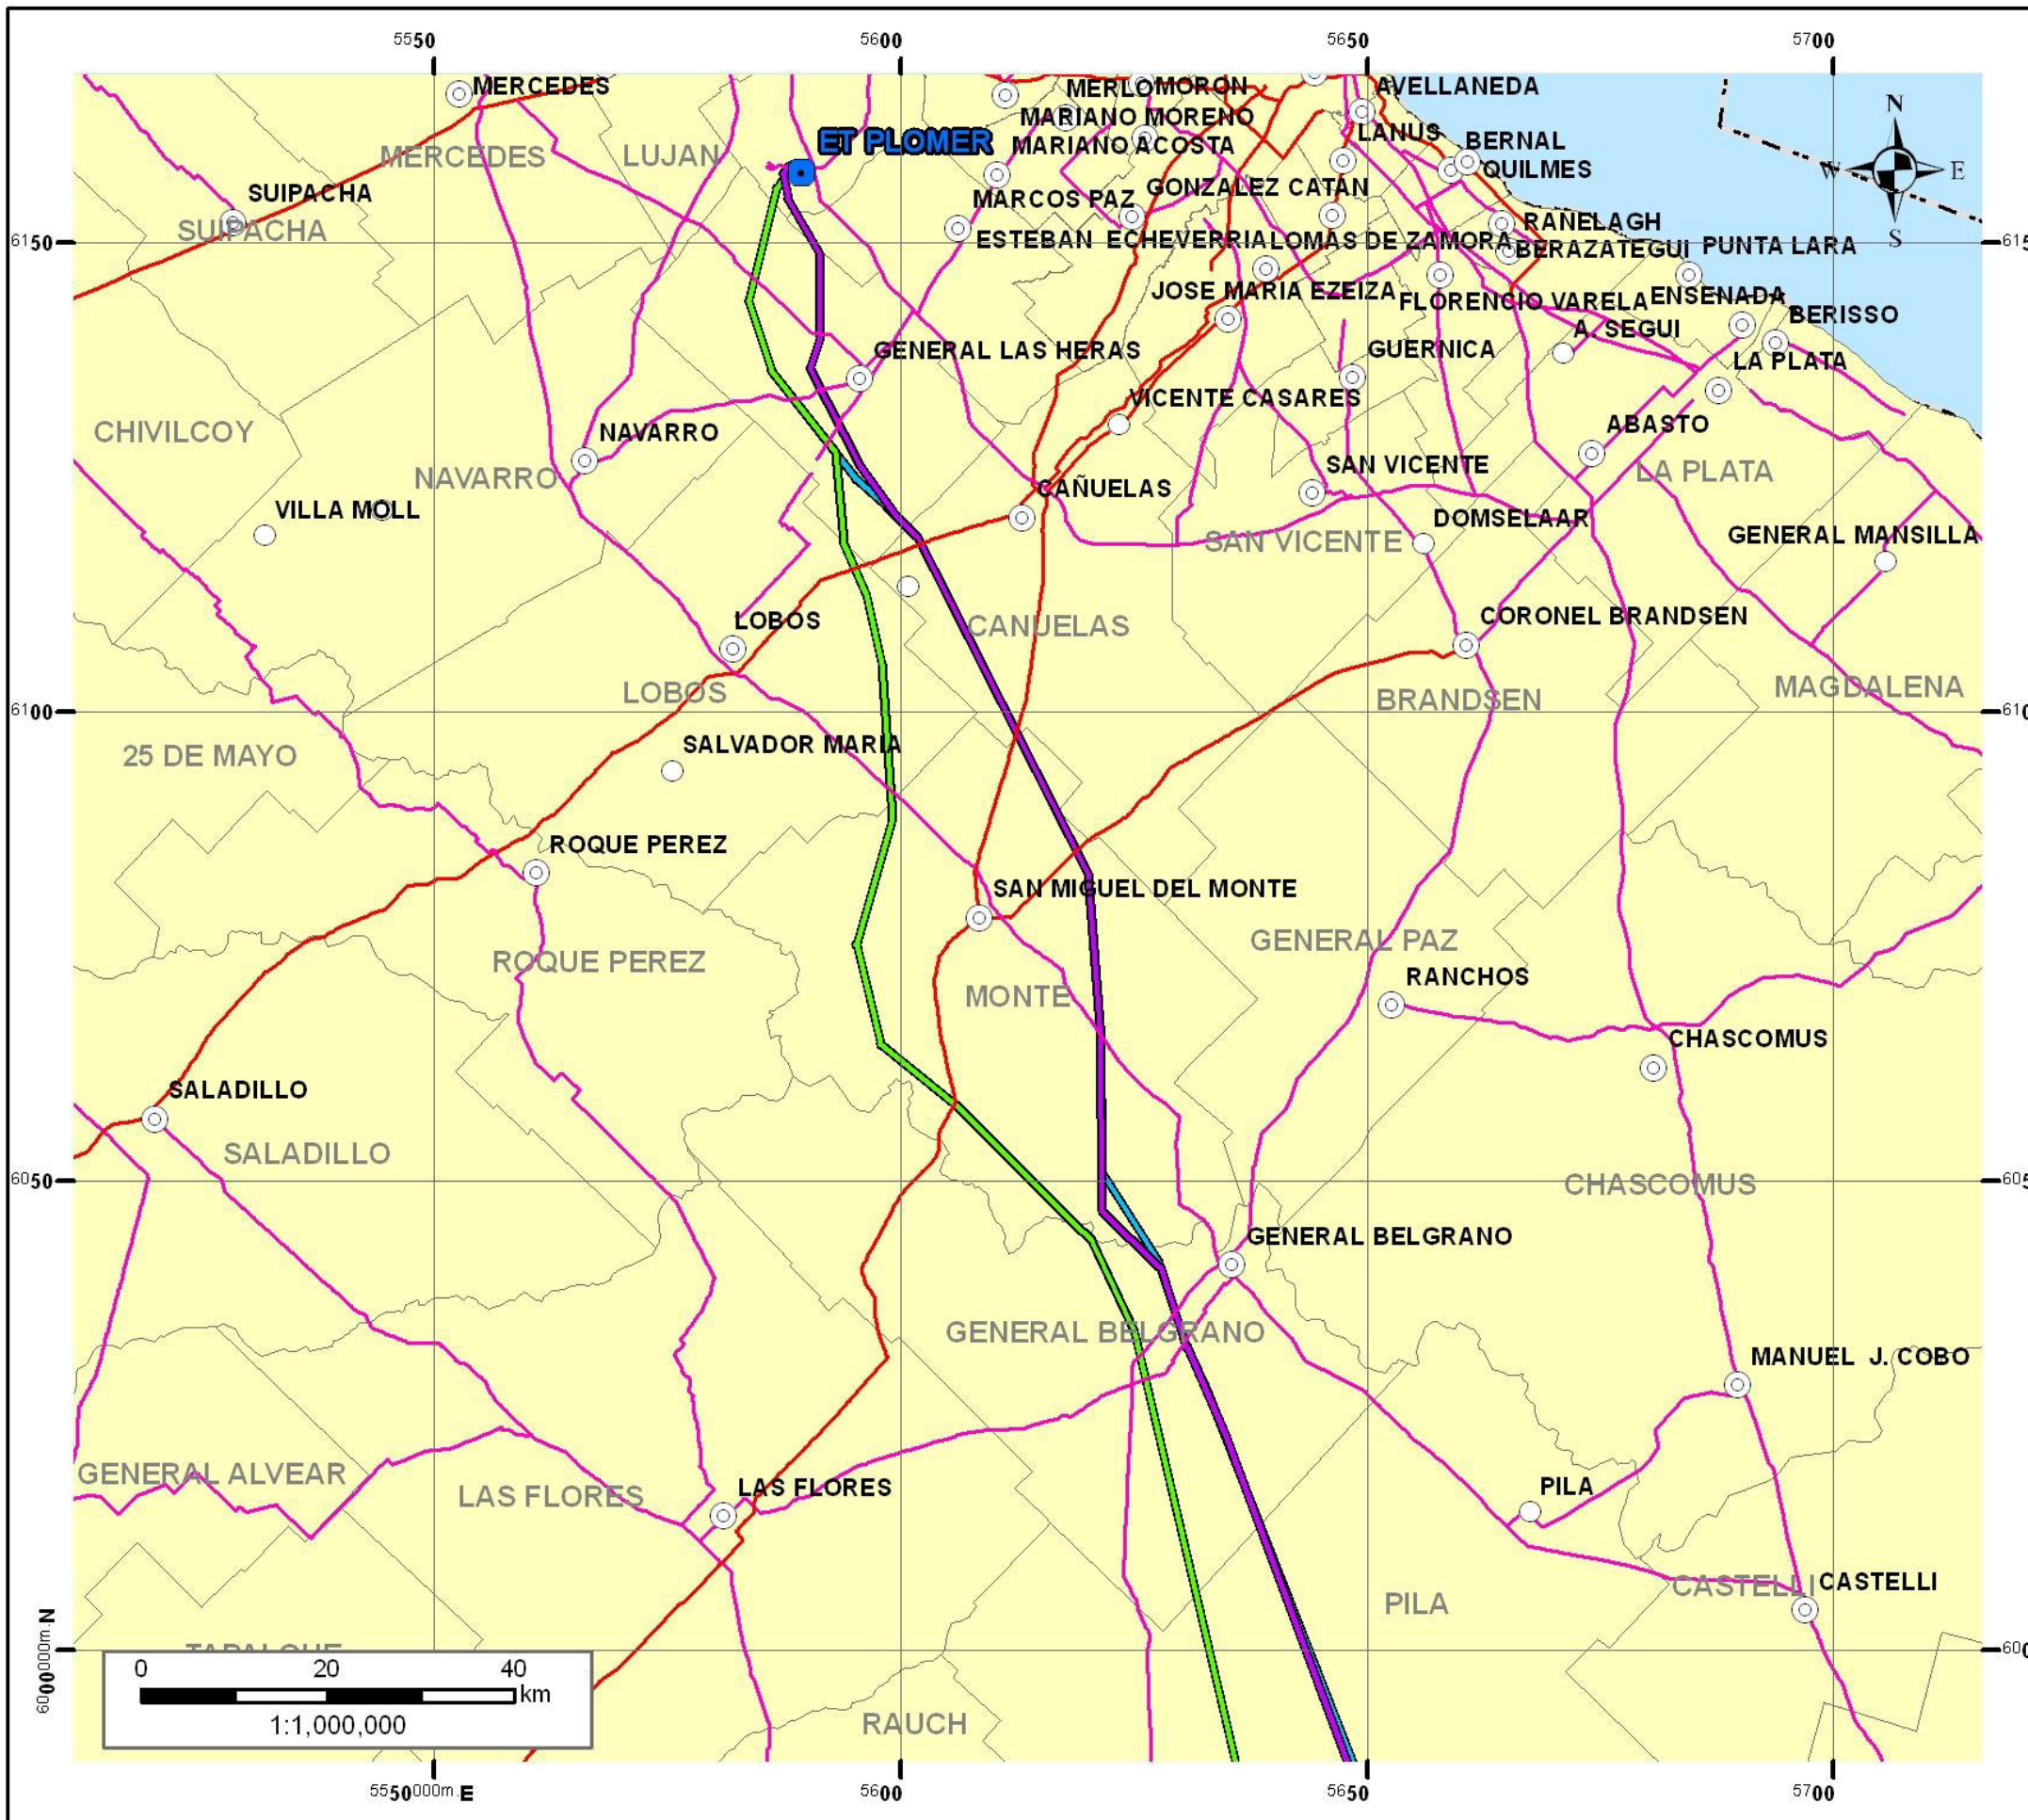 5550
5600
5650
5700
MERCEDES
MERLO
MORON
AVELLANEDA
N
MARIANO MORENO
LANUS
BERNAL
ET PLOMER
MERCEDES
LUJAN
MARIANO ACOSTA
QUILMES
W
E
SUIPACHA
MARCOS PAZ
GONZALEZ CATAN
SUIPACHA
RANELAGH
S
6150
ESTEBAN ECHEVERRIA
LOMAS DE ZAMORA
BERAZATEGUI
PUNTA LARA
615
JOSE MARIA EZEIZA
FLORENCIO VARELA
ENSENADA
BERISSO
A. SEGUI
GENERAL LAS HERAS
GUERNICA
LA PLATA
VICENTE CASARES
CHIVILCOY
NAVARRO
ABASTO
NAVARRO
SAN VICENTE
LA PLATA
CAÑUELAS
VILLA MOLL
DOMSELAAR
SAN VICENTE
GENERAL MANSILLA
LOBOS
CANUELAS
CORONEL BRANDSEN
LOBOS
BRANDSEN
MAGDALENA
6100
610
25 DE MAYO
SALVADOR MARIA
ROQUE PEREZ
SAN MIGUEL DEL MONTE
GENERAL PAZ
ROQUE PEREZ
RANCHOS
MONTE
CHASCOMUS
SALADILLO
SALADILLO
6050
CHASCOMUS
605
GENERAL BELGRANO
GENERAL BELGRANO
MANUEL J. COBO
GENERAL ALVEAR
LAS FLORES
LAS FLORES
PILA
PILA
CASTELLI
CASTELLI
6000000m.N
TAPALQUE
600
0
20
40
km
1:1,000,000
RAUCH
5550000m.E
5600
5650
5700